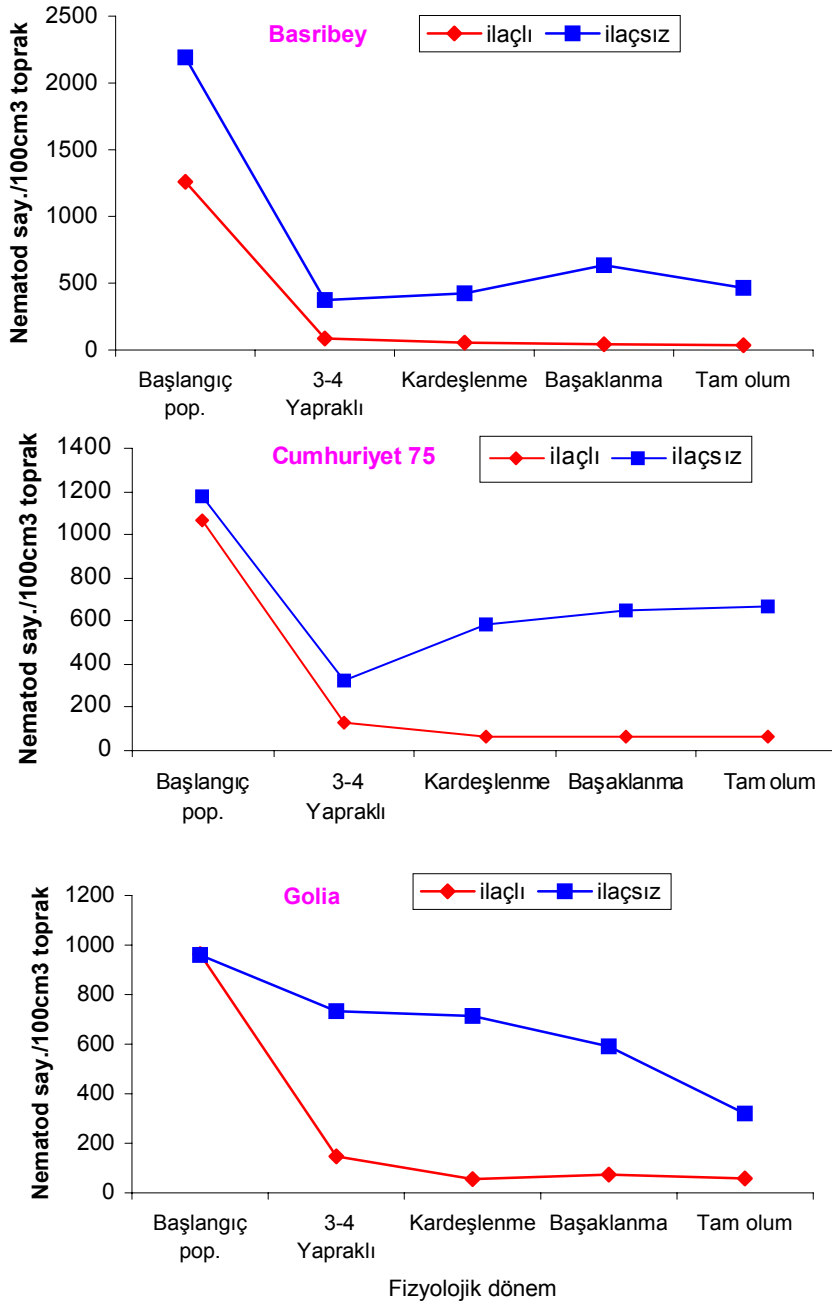 Basribey
ilaçlı ilaçsız
Nematod say./100cm3 toprak
2500
2000
1500
1000
500
0
Başlangıç pop. 3-4 Yapraklı Kardeşlenme Başaklanma Tam olum
Cumhuriyet 75
ilaçlı ilaçsız
Nematod say./100cm3 toprak
1400
1200
1000
800
600
400
200
0
Başlangıç pop. 3-4 Yapraklı Kardeşlenme Başaklanma Tam olum
Golia
ilaçlı ilaçsız
Nematod say./100cm3 toprak
1200
1000
800
600
400
200
0
Başlangıç pop. 3-4 Yapraklı Kardeşlenme Başaklanma Tam olum
Fizyolojik dönem